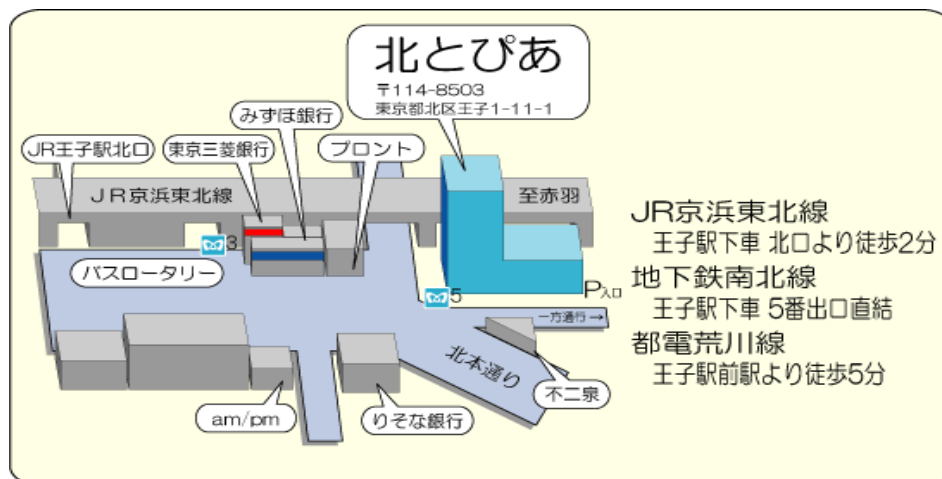 北とぴあ
〒114-8503
東京都北区王子1-11-1
みずほ銀行
JR王子駅北口
東京三菱銀行
プロント
JR京浜東北線
至赤羽
3
バスロータリー
5
P入口
一方通行→
北本通り
不二泉
am/pm
りそな銀行
JR京浜東北線
王子駅下車 北口より徒歩2分
地下鉄南北線
王子駅下車 5番出口直結
都電荒川線
王子駅前駅より徒歩5分